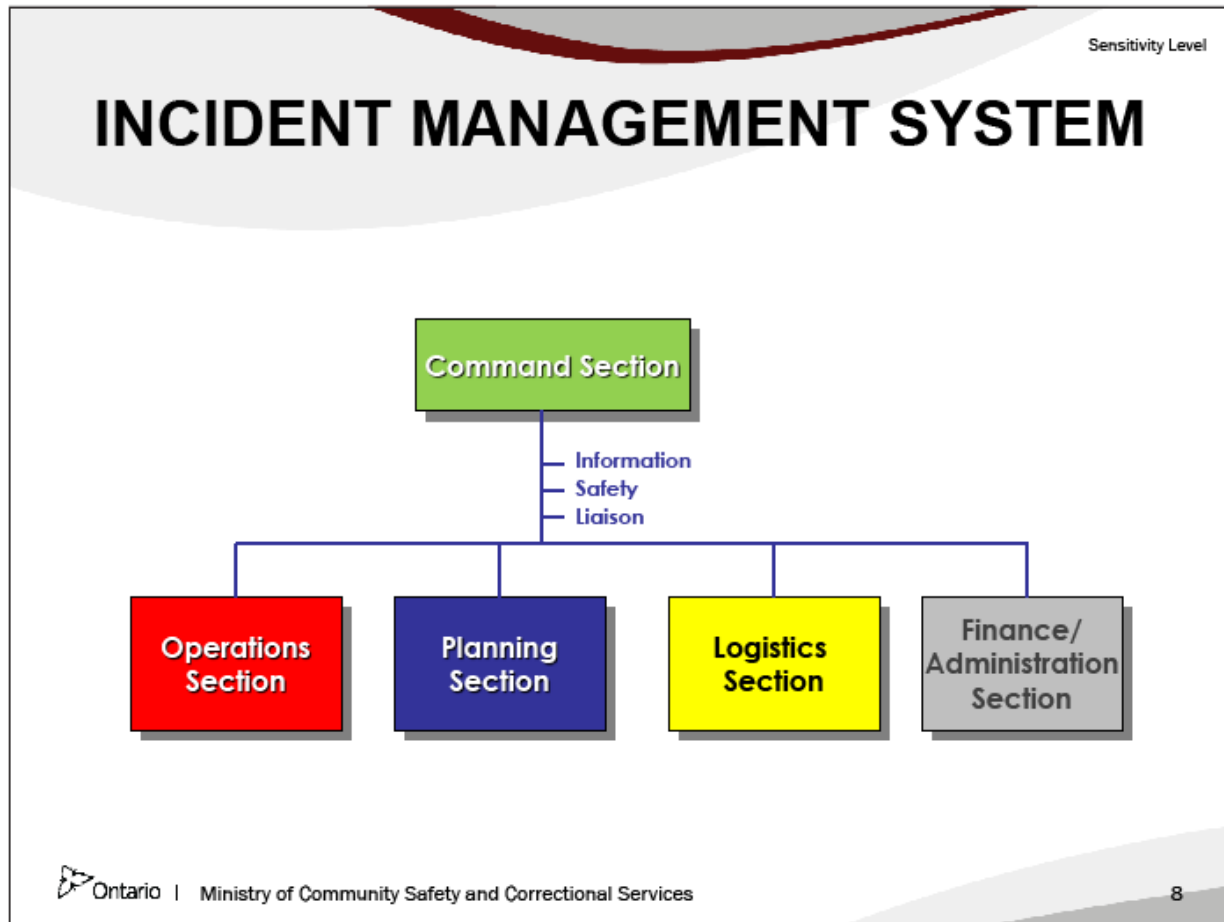 Sensitivity Level
INCIDENT MANAGEMENT SYSTEM
Command Section
Information
Safety
Liaison
Operations
Section
Planning
Section
Logistics
Section
Finance/
Administration
Section
Ontario | Ministry of Community Safety and Correctional Services
8